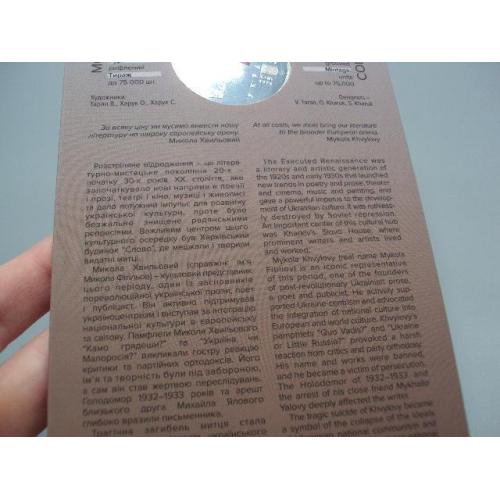 рифлений
Тираж
до 75 000 шт.
Художники:
Таран В., Харук О., Харук С.
За всяку ціну ми мусимо вивести нашу
літературу на широку європейську арену.
Микола Хвильовий
Розстріляне відродження – це літера-
турно-мистецьке покоління 20-х –
початку 30-х рр. ХХ століття, яке
започаткувало нові напрями в поезії
і прозі, театрі і кіно, музиці і живописі
й дало потужний імпульс для розвитку
української культури, проте було
безжально знищене радянськими
репресіями. Важливим центром цього
культурного осередку був харківський
будинок "Слово", де мешкали і творили
видатні митці.
Микола Хвильовий (справжнє ім'я
Микола Фітільов) – культовий представник
цього періоду, один із засновників
пореволюційної української прози, поет
і публіцист. Він активно підтримував
україноцентризм і виступав за інтеграцію
національної культури в європейську
та світову. Памфлети Миколи Хвильового
"Камо грядеши?" та "Україна чи
Малоросія?" викликали гостру реакцію
критиків та партійних ортодоксів. Його
ім'я та творчість були під забороною,
а сам він став жертвою переслідувань.
Голодомор 1932–1933 років та арешт
близького друга Михайла Ялового
глибоко вразили письменника.
Трагічна загибель митця стала
Mintage,
units
up to 75,000
Designers –
V. Taran, O. Kharuk, S. Kharuk
At all costs, we must bring our literature
to the broader European arena.
Mykola Khvylovy
The Executed Renaissance was
a literary and artistic generation of
the 1920s and early 1930s that launched
new trends in poetry and prose, theater
and cinema, music and painting, and
gave a powerful impetus to the develop-
ment of Ukrainian culture. It was ruthless-
ly destroyed by Soviet repression.
An important center of this cultural hub
was Kharkiv's Slovo House, where
prominent writers and artists lived
and worked.
Mykola Khvylovy (real name Mykola
Fitiliov) is an iconic representative
of this period, one of the founders
of post-revolutionary Ukrainian prose,
a poet and publicist. He actively sup-
ported Ukraine-centrism and advocated
the integration of national culture into
European and world culture. Khvylovy's
pamphlets "Quo Vadis?" and "Ukraine
or Little Russia?" provoked a harsh
reaction from critics and party orthodox.
His name and works were banned,
and he became a victim of persecution.
The Holodomor of 1932–1933 and
the arrest of his close friend Mykhailo
Yalovy deeply affected the writer.
The tragic suicide of Khvylovy became
a symbol of the collapse of the ideals
national communism and